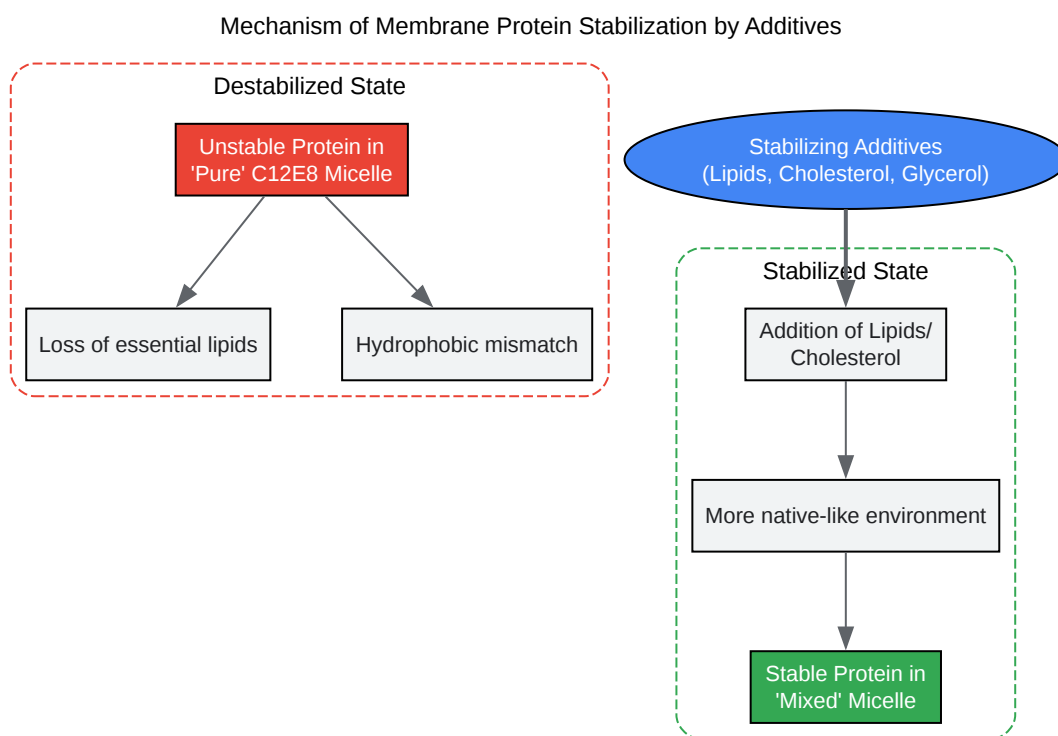 Mechanism of Membrane Protein Stabilization by Additives
Destabilized State
Unstable Protein in
'Pure' C12E8 Micelle
Loss of essential lipids
Hydrophobic mismatch
Stabilizing Additives
(Lipids, Cholesterol, Glycerol)
Stabilized State
Addition of Lipids/
Cholesterol
More native-like environment
Stable Protein in
'Mixed' Micelle